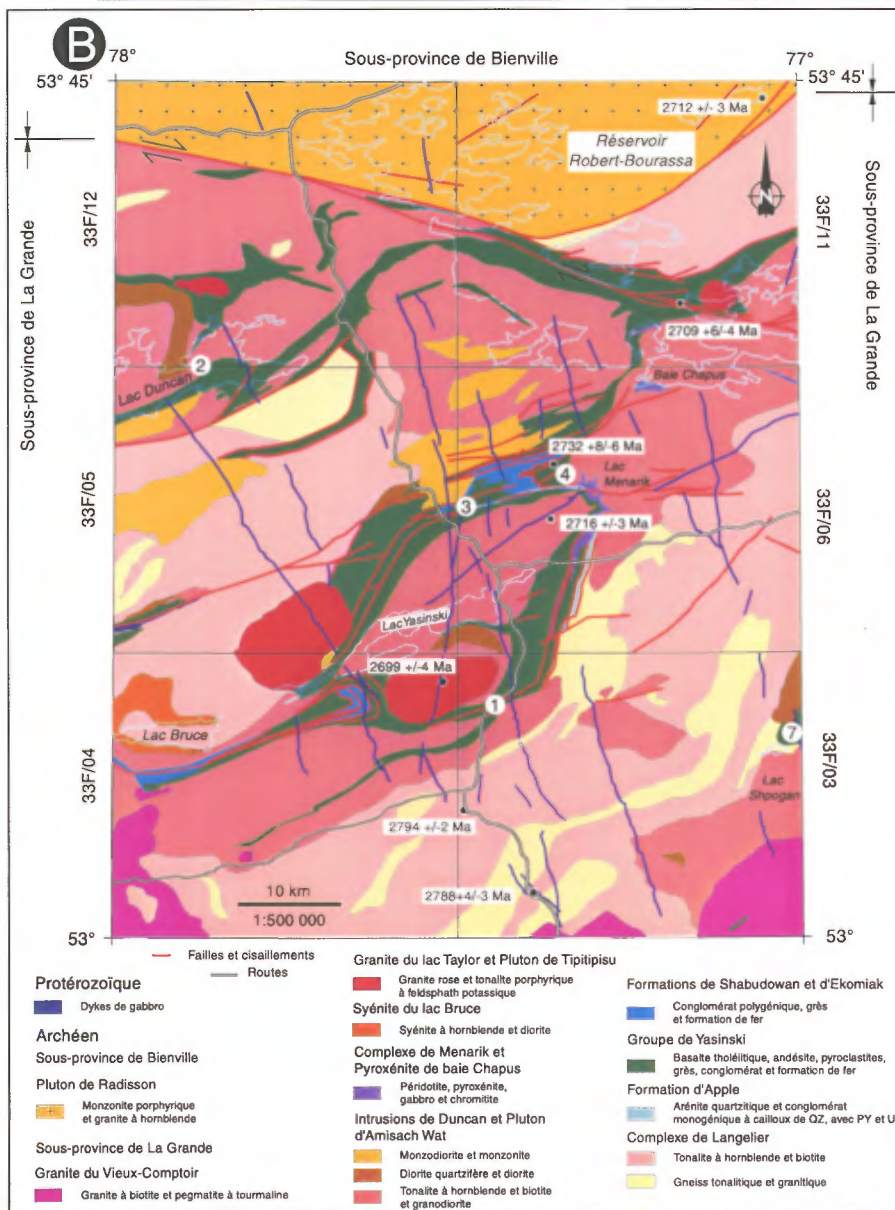 B
78°
Sous-province de Bienville
77°
53° 45'
53° 45'
2712 +/- 3 Ma
Réservoir
Robert-Bourassa
N
33F/12
33F/11
Sous-province de La Grande
Sous-province de La Grande
2709 +6/-4 Ma
2
Lac Duncan
Baie Chapus
2732 +8/-6 Ma
4
Lac
Menarik
3
2716 +/-3 Ma
33F/05
33F/06
Lac Yasinski
2699 +/-4 Ma
1
Lac Bruce
7
33F/04
33F/03
Lac
Shpogan
2794 +/-2 Ma
2788+4/-3 Ma
10 km
1:500 000
53°
53°
Failles et cisaillements
Routes
Protérozoïque
Dykes de gabbro
Archéen
Sous-province de Bienville
Pluton de Radisson
Monzonite porphyrique
et granite à hornblende
Sous-province de La Grande
Granite du Vieux-Comptoir
Granite à biotite et pegmatite à tourmaline
Granite du lac Taylor et Pluton de Tipitipisu
Granite rose et tonalite porphyrique
à feldsphath potassique
Syénite du lac Bruce
Syénite à hornblende et diorite
Complexe de Menarik et
Pyroxénite de baie Chapus
Péridotite, pyroxénite,
gabbro et chromitite
Intrusions de Duncan et Pluton
d'Amisach Wat
Monzodiorite et monzonite
Diorite quartzifère et diorite
Tonalite à hornblende et biotite
et granodiorite
Formations de Shabudowan et d'Ekomiak
Conglomérat polygénique, grès
et formation de fer
Groupe de Yasinski
Basalte tholéiitique, andésite, pyroclastites,
grès, conglomérat et formation de fer
Formation d'Apple
Arénite quartzitique et conglomérat
monogénique à cailloux de QZ, avec PY et U
Complexe de Langelier
Tonalite à hornblende et biotite
Gneiss tonalitique et granitique